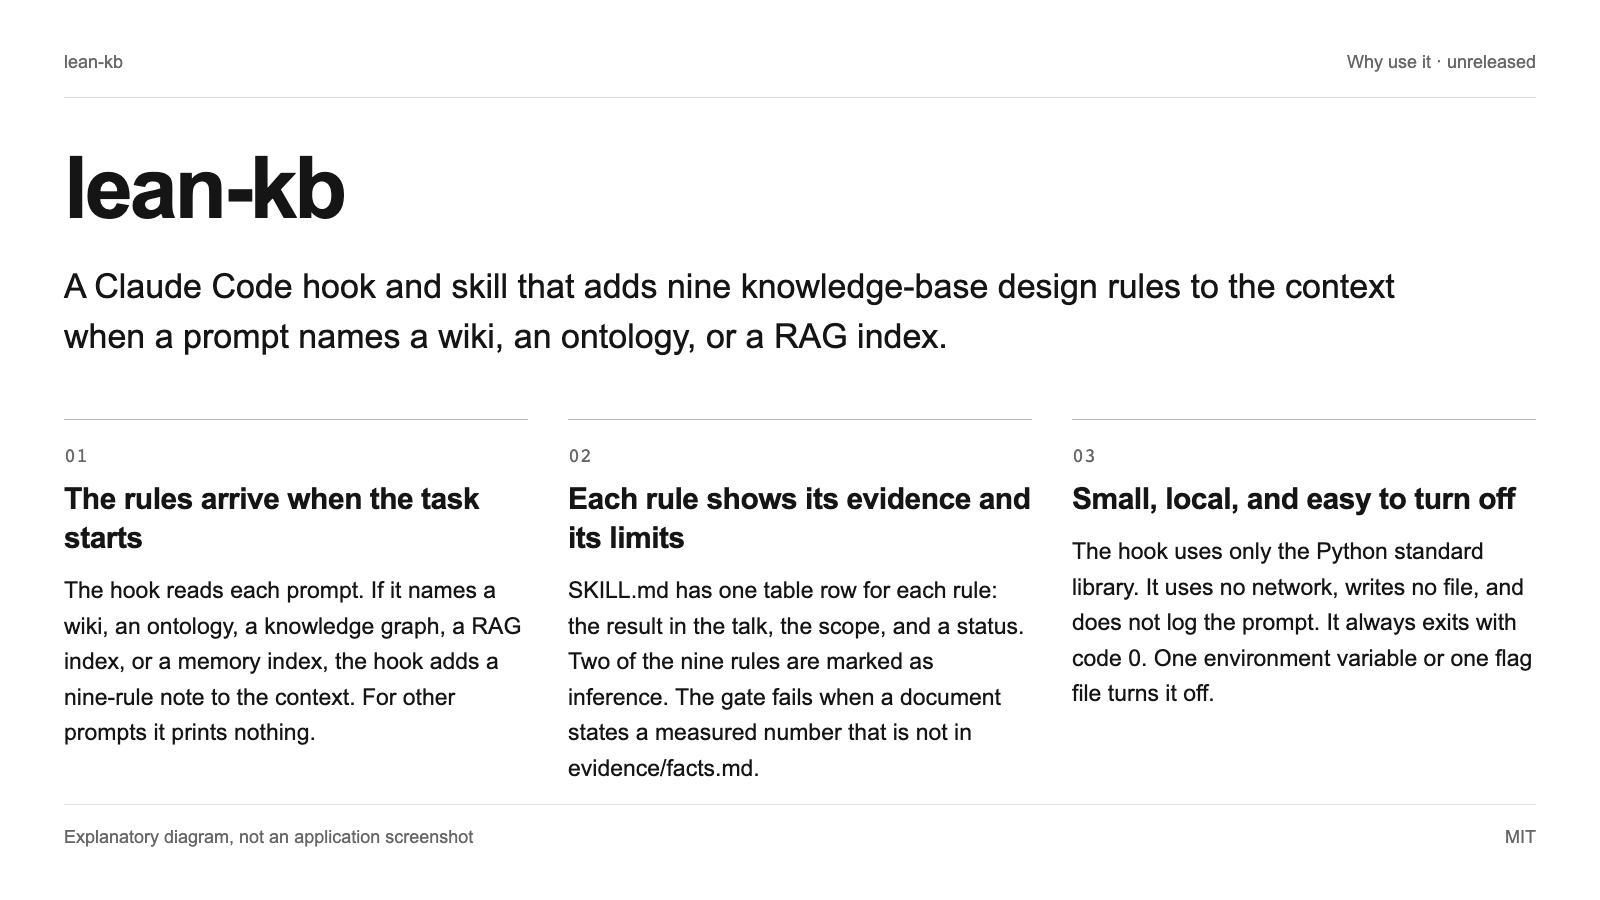 lean-kb
Why use it · unreleased
lean-kb
A Claude Code hook and skill that adds nine knowledge-base design rules to the context
when a prompt names a wiki, an ontology, or a RAG index.
01
The rules arrive when the task
starts
The hook reads each prompt. If it names a
wiki, an ontology, a knowledge graph, a RAG
index, or a memory index, the hook adds a
nine-rule note to the context. For other
prompts it prints nothing.
02
Each rule shows its evidence and
its limits
SKILL.md has one table row for each rule:
the result in the talk, the scope, and a status.
Two of the nine rules are marked as
inference. The gate fails when a document
states a measured number that is not in
evidence/facts.md.
03
Small, local, and easy to turn off
The hook uses only the Python standard
library. It uses no network, writes no file, and
does not log the prompt. It always exits with
code 0. One environment variable or one flag
file turns it off.
Explanatory diagram, not an application screenshot
MIT